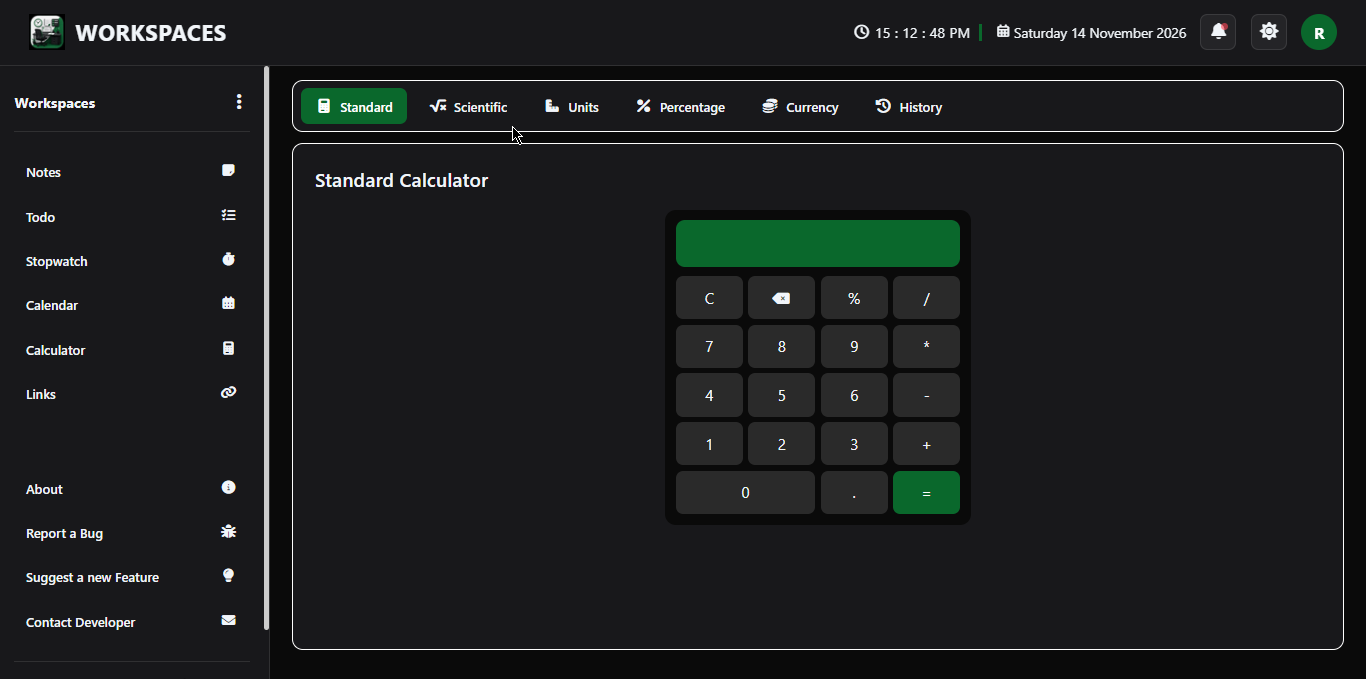 WORKSPACES
15 : 12 : 48 PM
Saturday 14 November 2026
R
Workspaces
Notes
Todo
Stopwatch
Calendar
Calculator
Links
About
Report a Bug
Suggest a new Feature
Contact Developer
Standard
Scientific
Units
Percentage
Currency
History
Standard Calculator
C % /
7 8 9 *
4 5 6 -
1 2 3 +
0 . =